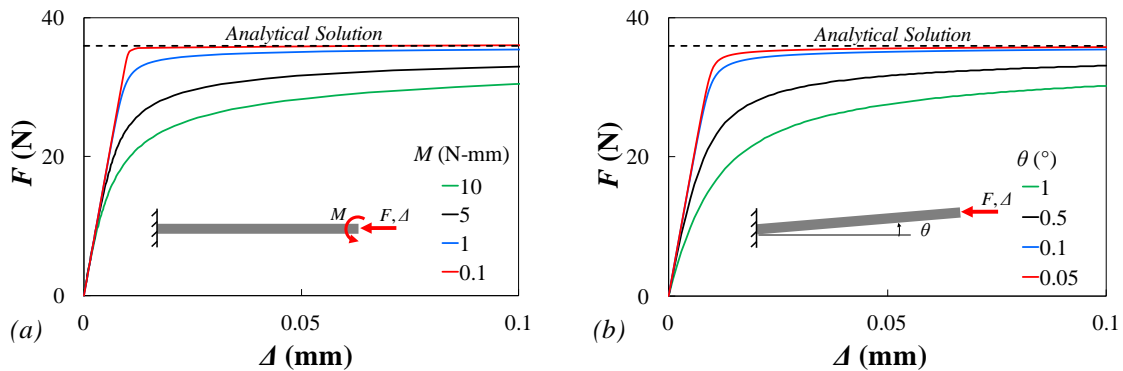 40
Analytical Solution
20
0
F (N)
M (N-mm)
10
5
1
0.1
M
F, Δ
0
0.05
0.1
(a)
Δ (mm)
40
Analytical Solution
20
0
F (N)
θ (°)
1
0.5
0.1
0.05
F, Δ
θ
0
0.05
0.1
(b)
Δ (mm)